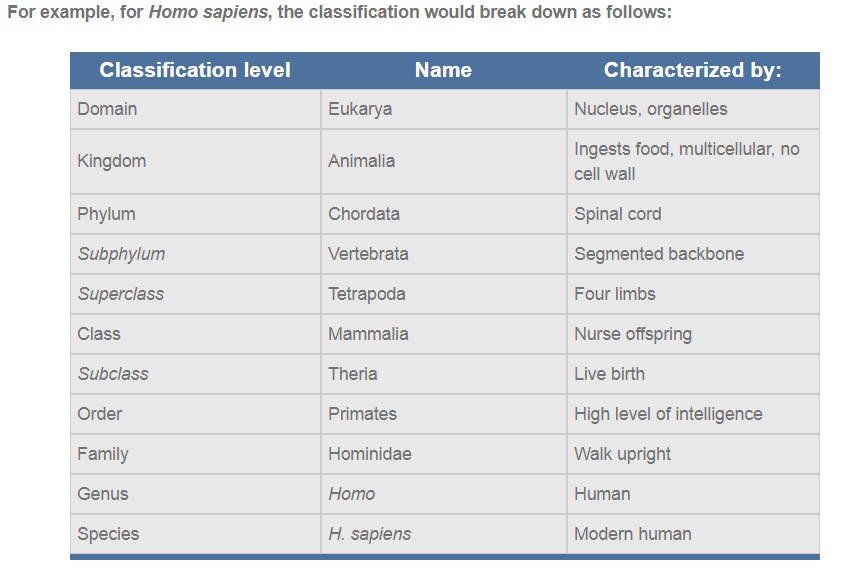 For example, for Homo sapiens, the classification would break down as follows:
Classification level Name Characterized by:
Domain Eukarya Nucleus, organelles
Kingdom Animalia Ingests food, multicellular, no
cell wall
Phylum Chordata Spinal cord
Subphylum Vertebrata Segmented backbone
Superclass Tetrapoda Four limbs
Class Mammalia Nurse offspring
Subclass Theria Live birth
Order Primates High level of intelligence
Family Hominidae Walk upright
Genus Homo Human
Species H. sapiens Modern human